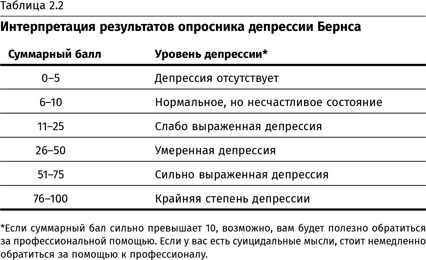 Таблица 2.2
Интерпретация результатов опросника депрессии Бернса
Суммарный балл Уровень депрессии*
0–5 Депрессия отсутствует
6–10 Нормальное, но несчастливое состояние
11–25 Слабо выраженная депрессия
26–50 Умеренная депрессия
51–75 Сильно выраженная депрессия
76–100 Крайняя степень депрессии
*Если суммарный бал сильно превышает 10, возможно, вам будет полезно обратиться
за профессиональной помощью. Если у вас есть суицидальные мысли, стоит немедленно
обратиться за помощью к профессионалу.